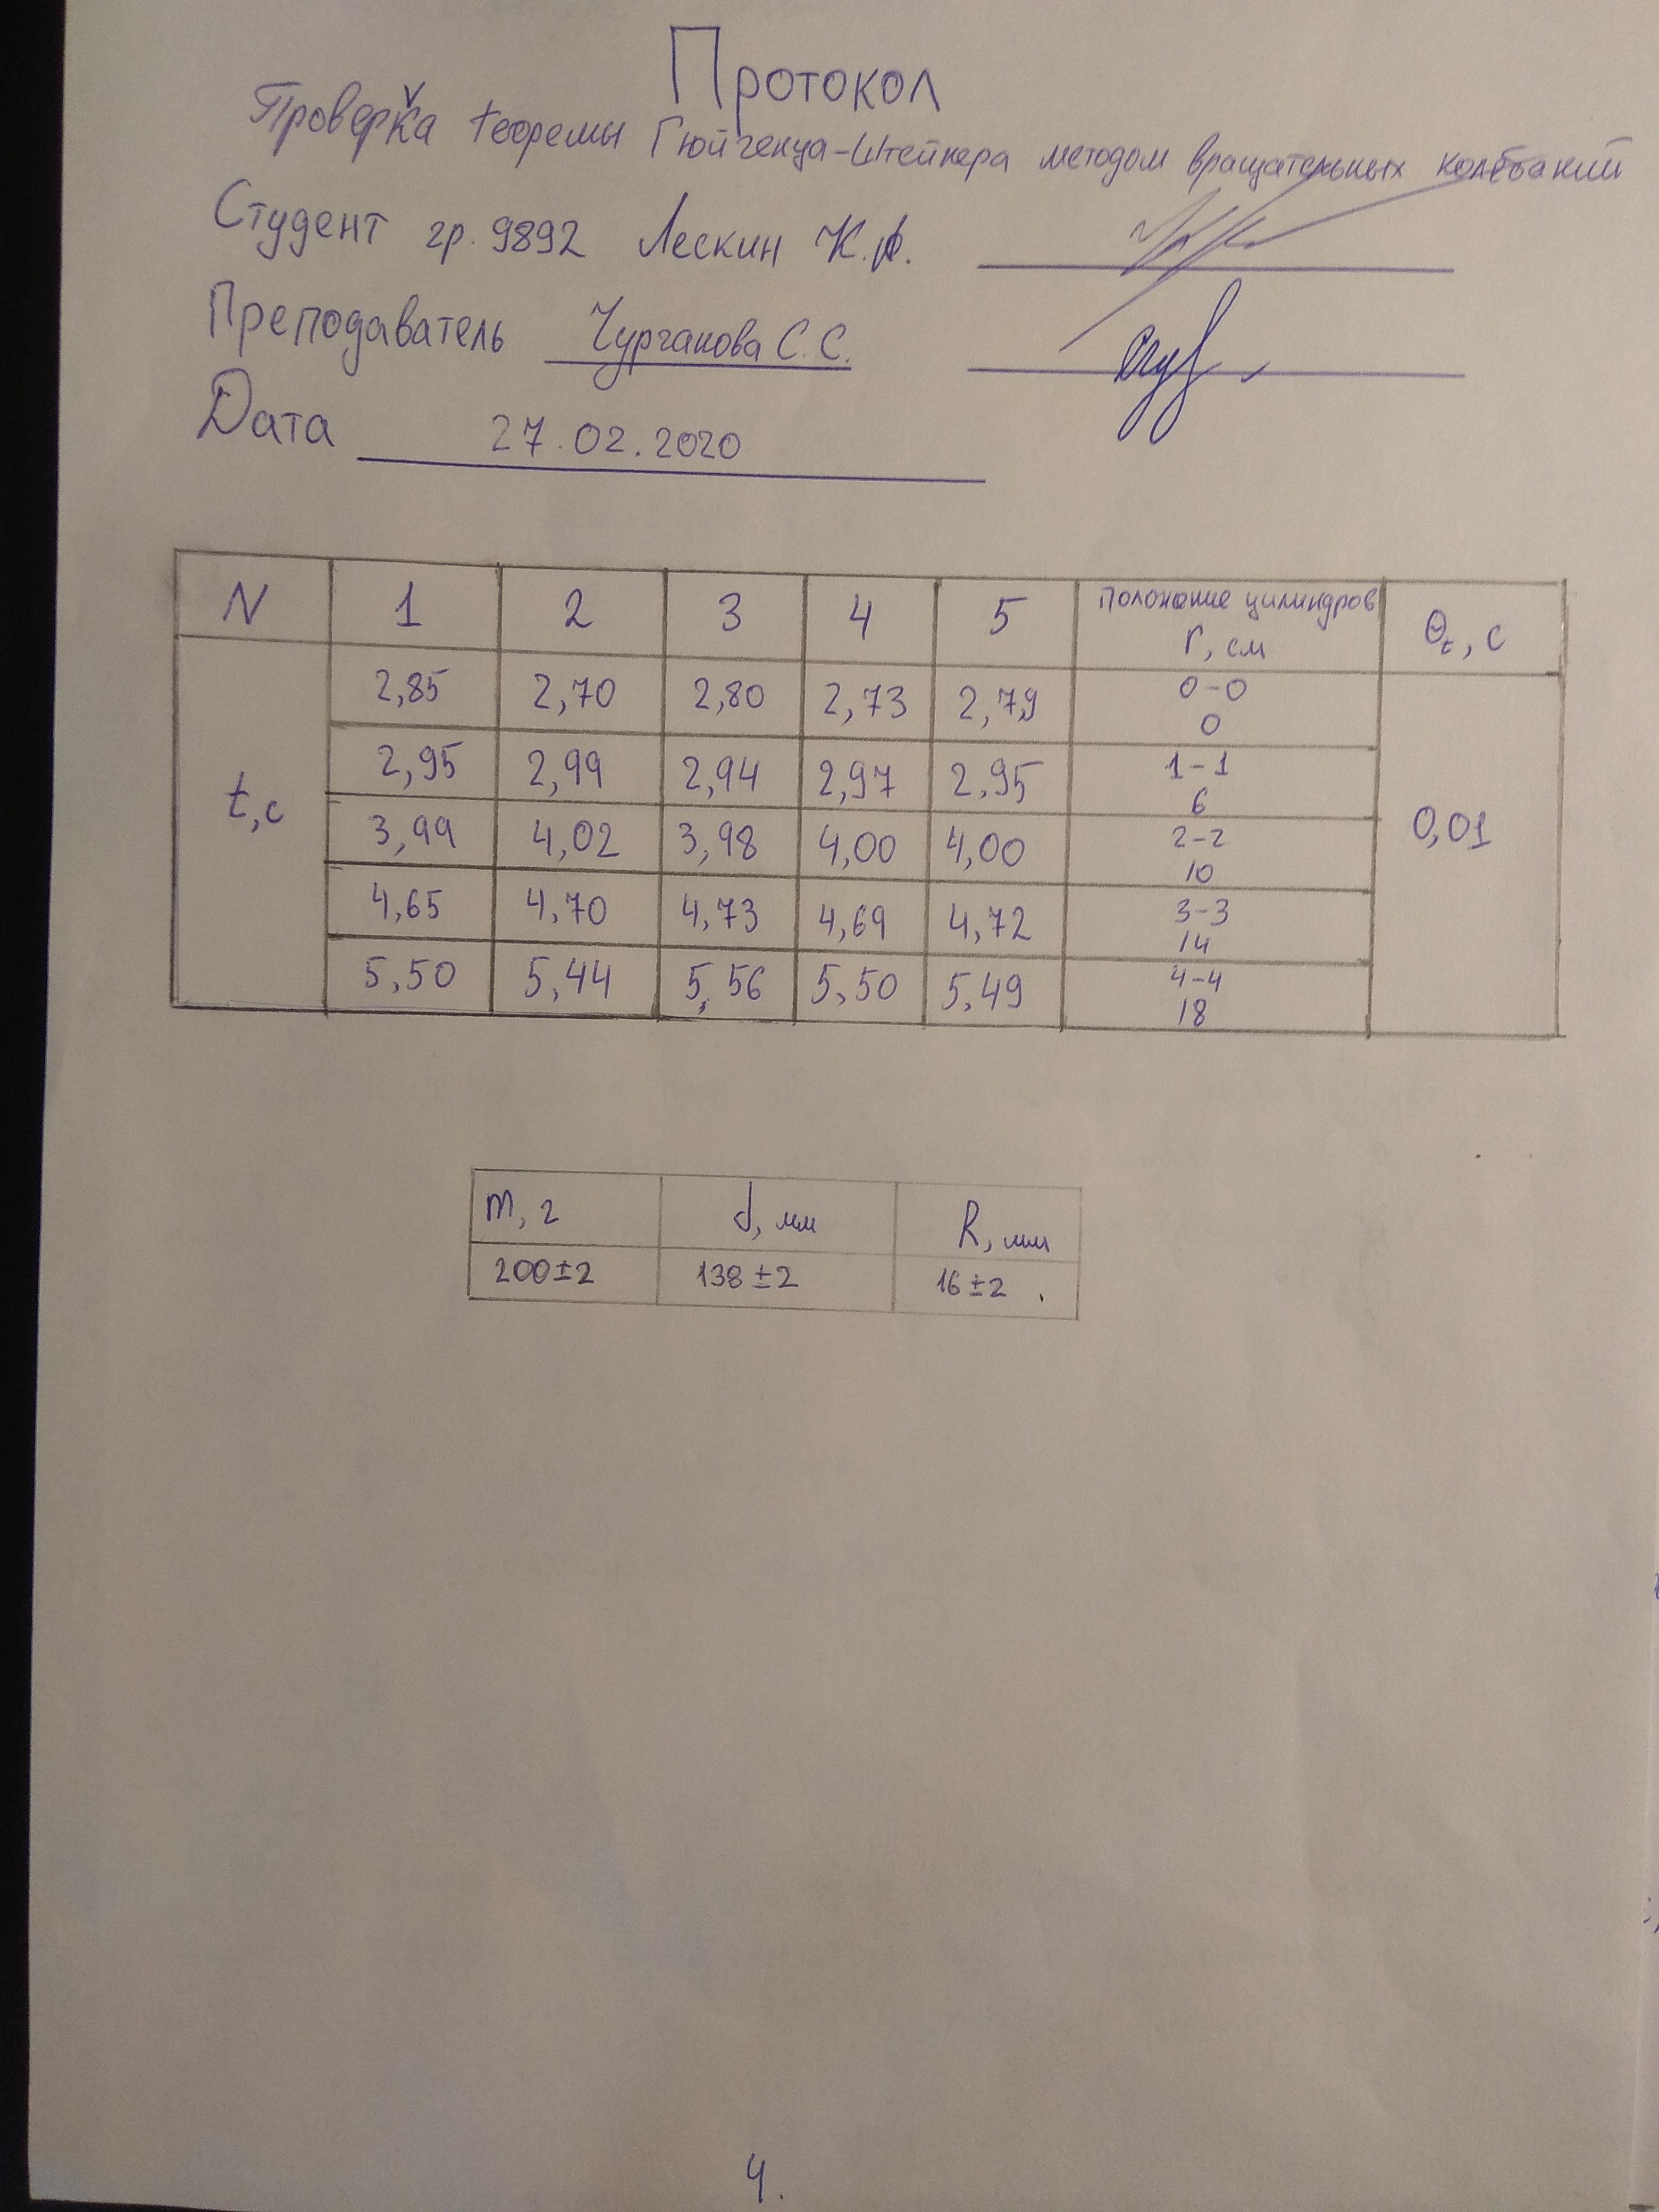 Протокол
Проверка теоремы Гюйгенца-Штейнера методом вращательных колебаний
Студент гр. 9892 Лескин К.А.
Преподаватель Чурганова С.С.
Дата 27.02.2020
N 1 2 3 4 5 Положение цилиндров r, см θt, с
t, с
2,85 2,70 2,80 2,73 2,79 0-0 0
2,95 2,99 2,94 2,97 2,95 1-1 6
3,99 4,02 3,98 4,00 4,00 2-2 10
0,01
4,65 4,70 4,73 4,69 4,72 3-3 14
5,50 5,44 5,56 5,50 5,49 4-4 18
m, г d, мм R, мм
200±2 138±2 16±2
4.